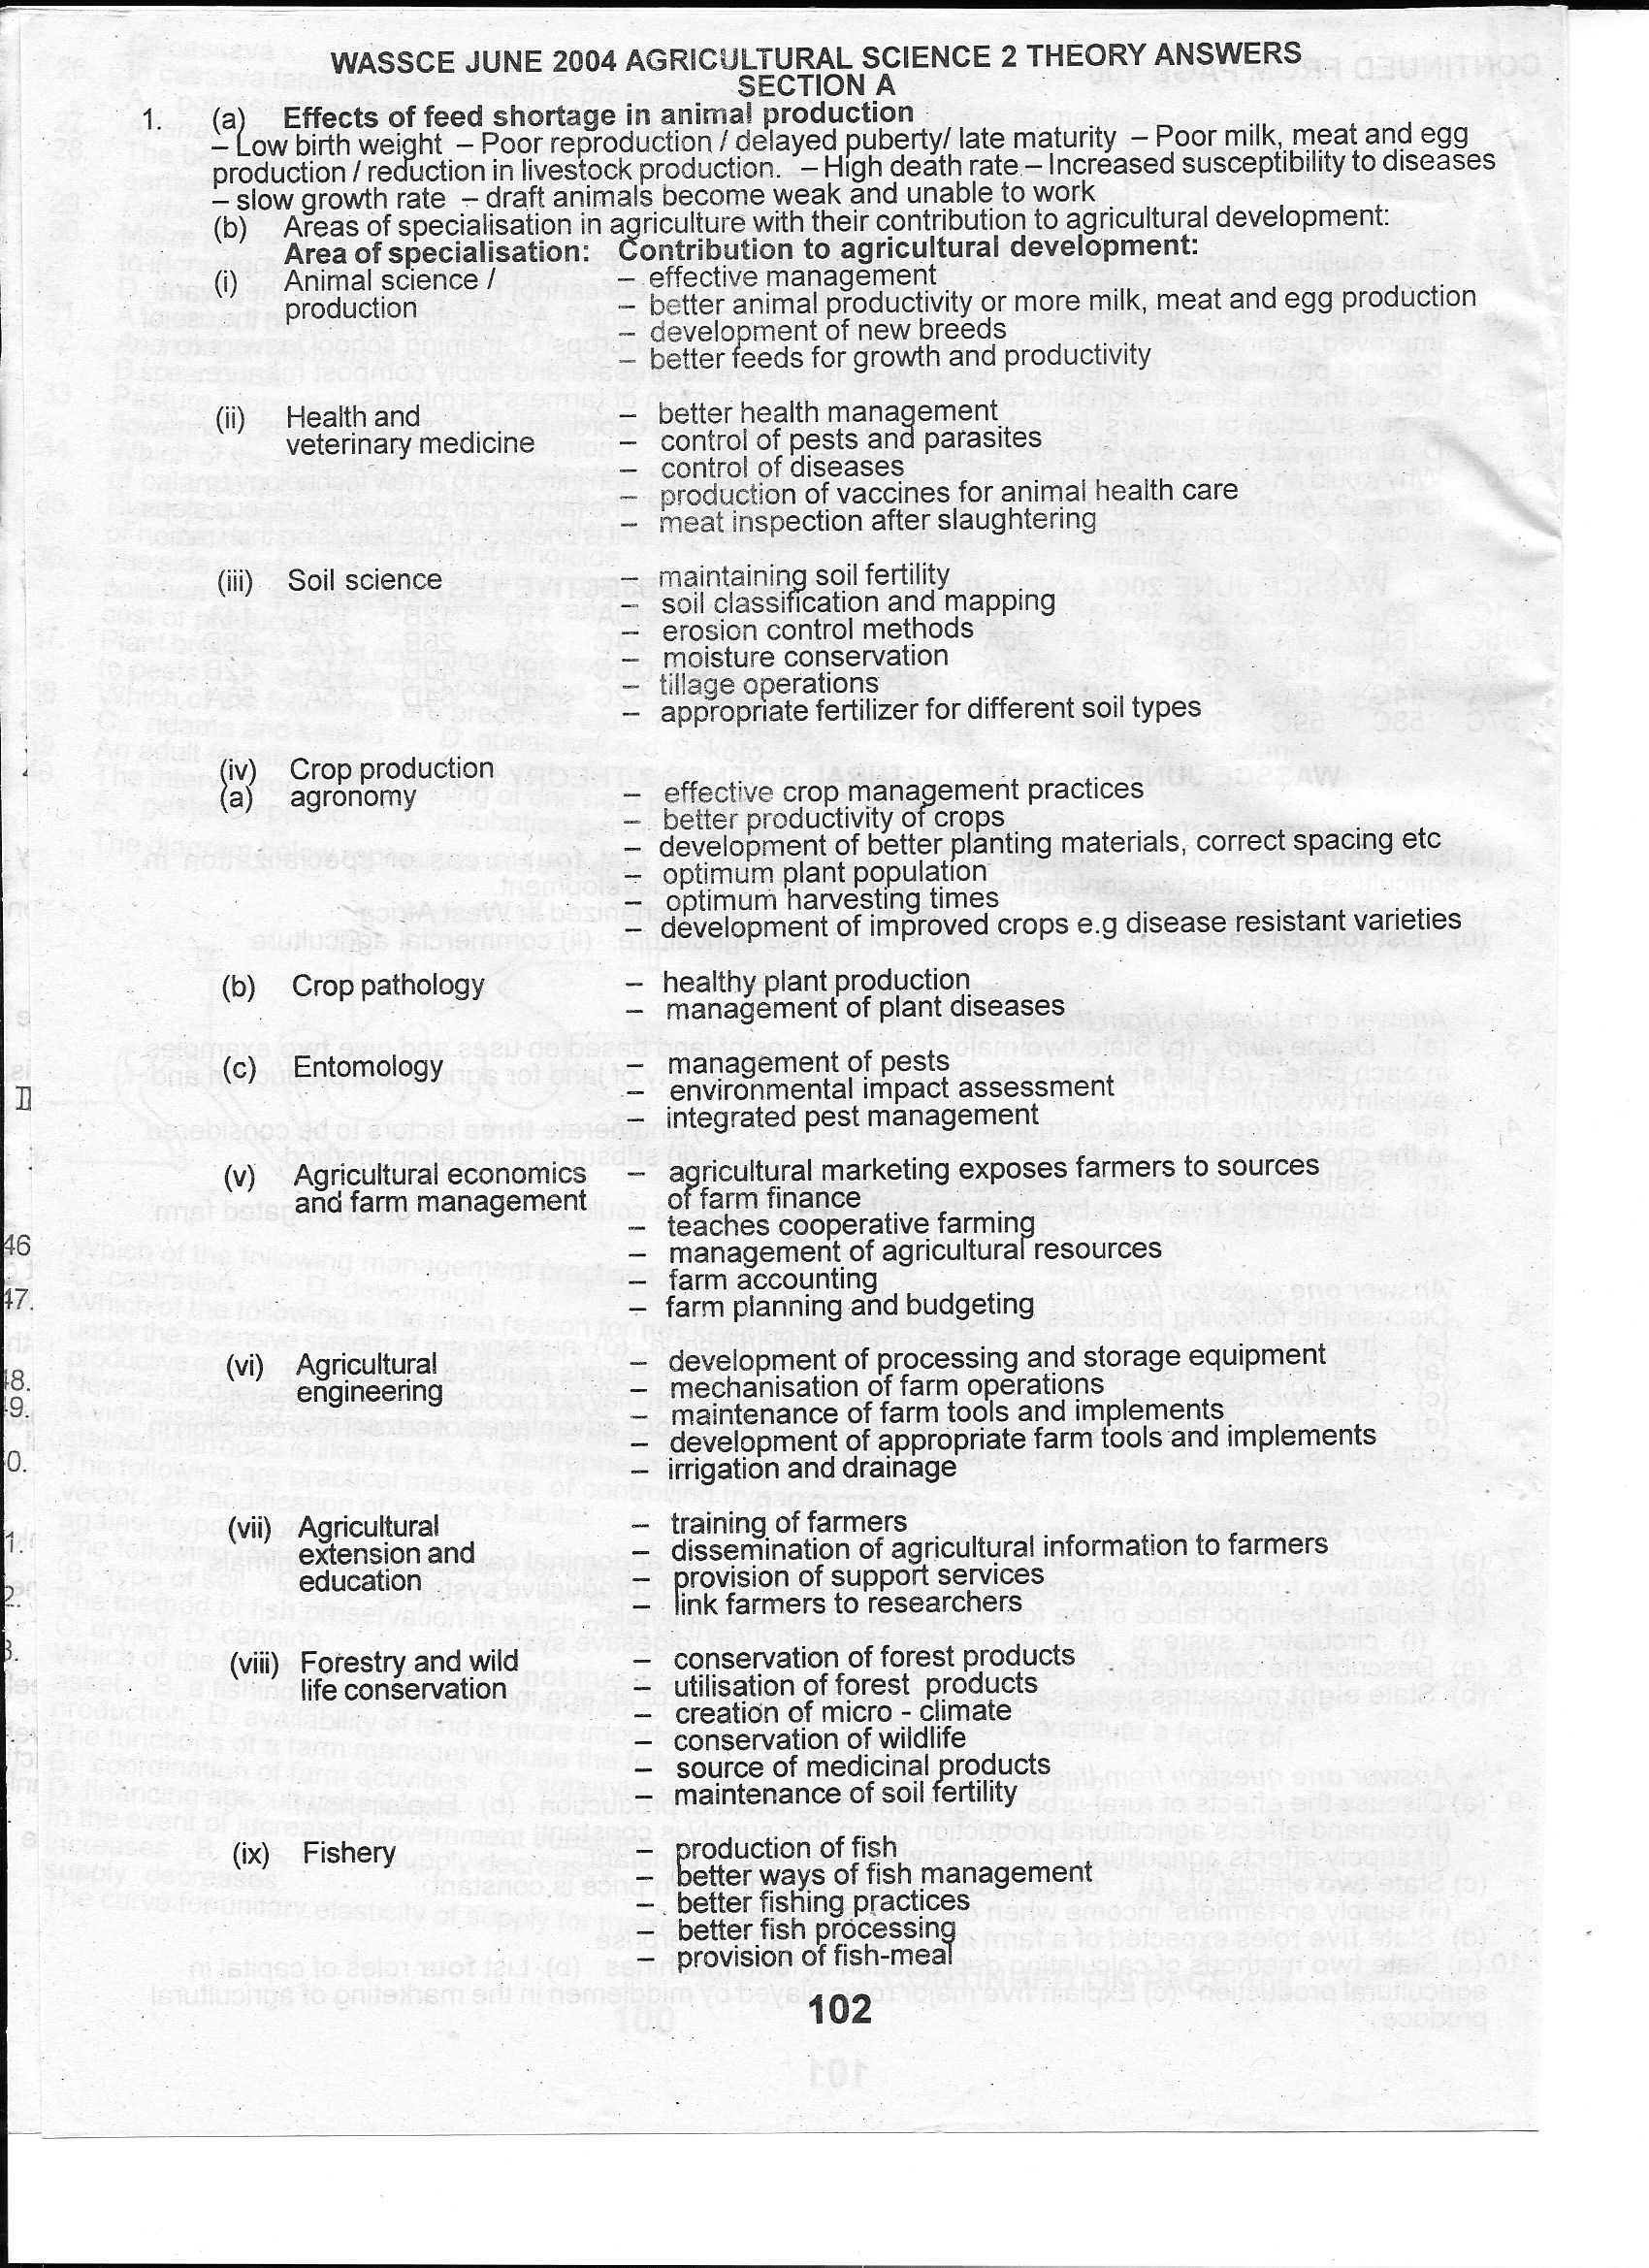 WASSCE JUNE 2004 AGRICULTURAL SCIENCE 2 THEORY ANSWERS
SECTION A
1. (a) Effects of feed shortage in animal production
– Low birth weight – Poor reproduction / delayed puberty/ late maturity – Poor milk, meat and egg
production / reduction in livestock production. – High death rate – Increased susceptibility to diseases
– slow growth rate – draft animals become weak and unable to work
(b) Areas of specialisation in agriculture with their contribution to agricultural development:
Area of specialisation: Contribution to agricultural development:
(i) Animal science / – effective management
production – better animal productivity or more milk, meat and egg production
– development of new breeds
– better feeds for growth and productivity
(ii) Health and – better health management
veterinary medicine – control of pests and parasites
– control of diseases
– production of vaccines for animal health care
– meat inspection after slaughtering
(iii) Soil science – maintaining soil fertility
– soil classification and mapping
– erosion control methods
– moisture conservation
– tillage operations
– appropriate fertilizer for different soil types
(iv) Crop production
(a) agronomy – effective crop management practices
– better productivity of crops
– development of better planting materials, correct spacing etc
– optimum plant population
– optimum harvesting times
– development of improved crops e.g disease resistant varieties
(b) Crop pathology – healthy plant production
– management of plant diseases
(c) Entomology – management of pests
– environmental impact assessment
– integrated pest management
(v) Agricultural economics – agricultural marketing exposes farmers to sources
and farm management of farm finance
– teaches cooperative farming
– management of agricultural resources
– farm accounting
– farm planning and budgeting
(vi) Agricultural – development of processing and storage equipment
engineering – mechanisation of farm operations
– maintenance of farm tools and implements
– development of appropriate farm tools and implements
– irrigation and drainage
(vii) Agricultural – training of farmers
extension and – dissemination of agricultural information to farmers
education – provision of support services
– link farmers to researchers
(viii) Forestry and wild – conservation of forest products
life conservation – utilisation of forest products
– creation of micro - climate
– conservation of wildlife
– source of medicinal products
– maintenance of soil fertility
(ix) Fishery – production of fish
– better ways of fish management
– better fishing practices
– better fish processing
– provision of fish-meal
102